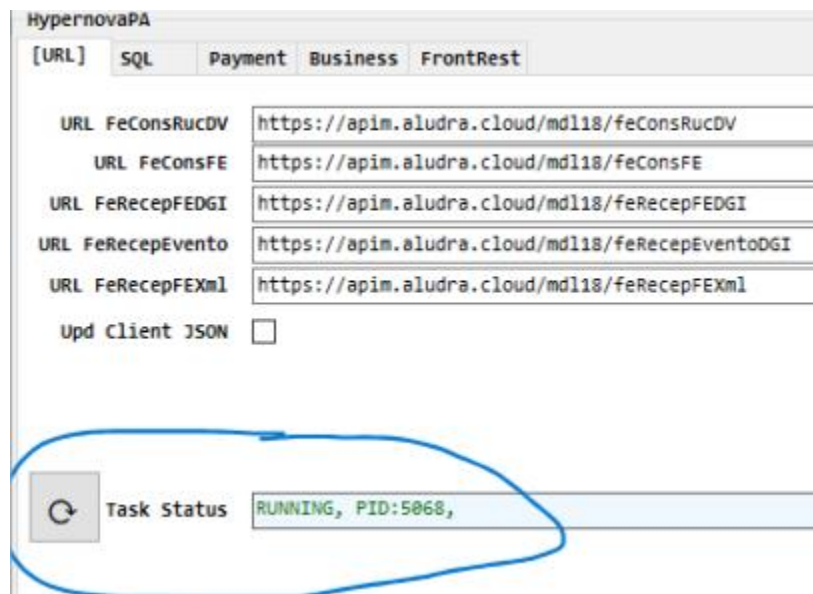 HypernovaPA
[URL] SQL Payment Business FrontRest
URL FeConsRucDV https://apim.aludra.cloud/mdl18/feConsRucDV
URL FeConsFE https://apim.aludra.cloud/mdl18/feConsFE
URL FeRecepFEDGI https://apim.aludra.cloud/mdl18/feRecepFEDGI
URL FeRecepEvento https://apim.aludra.cloud/mdl18/feRecepEventoDGI
URL FeRecepFEXml https://apim.aludra.cloud/mdl18/feRecepFEXml
Upd Client JSON
Task Status RUNNING, PID:5068,